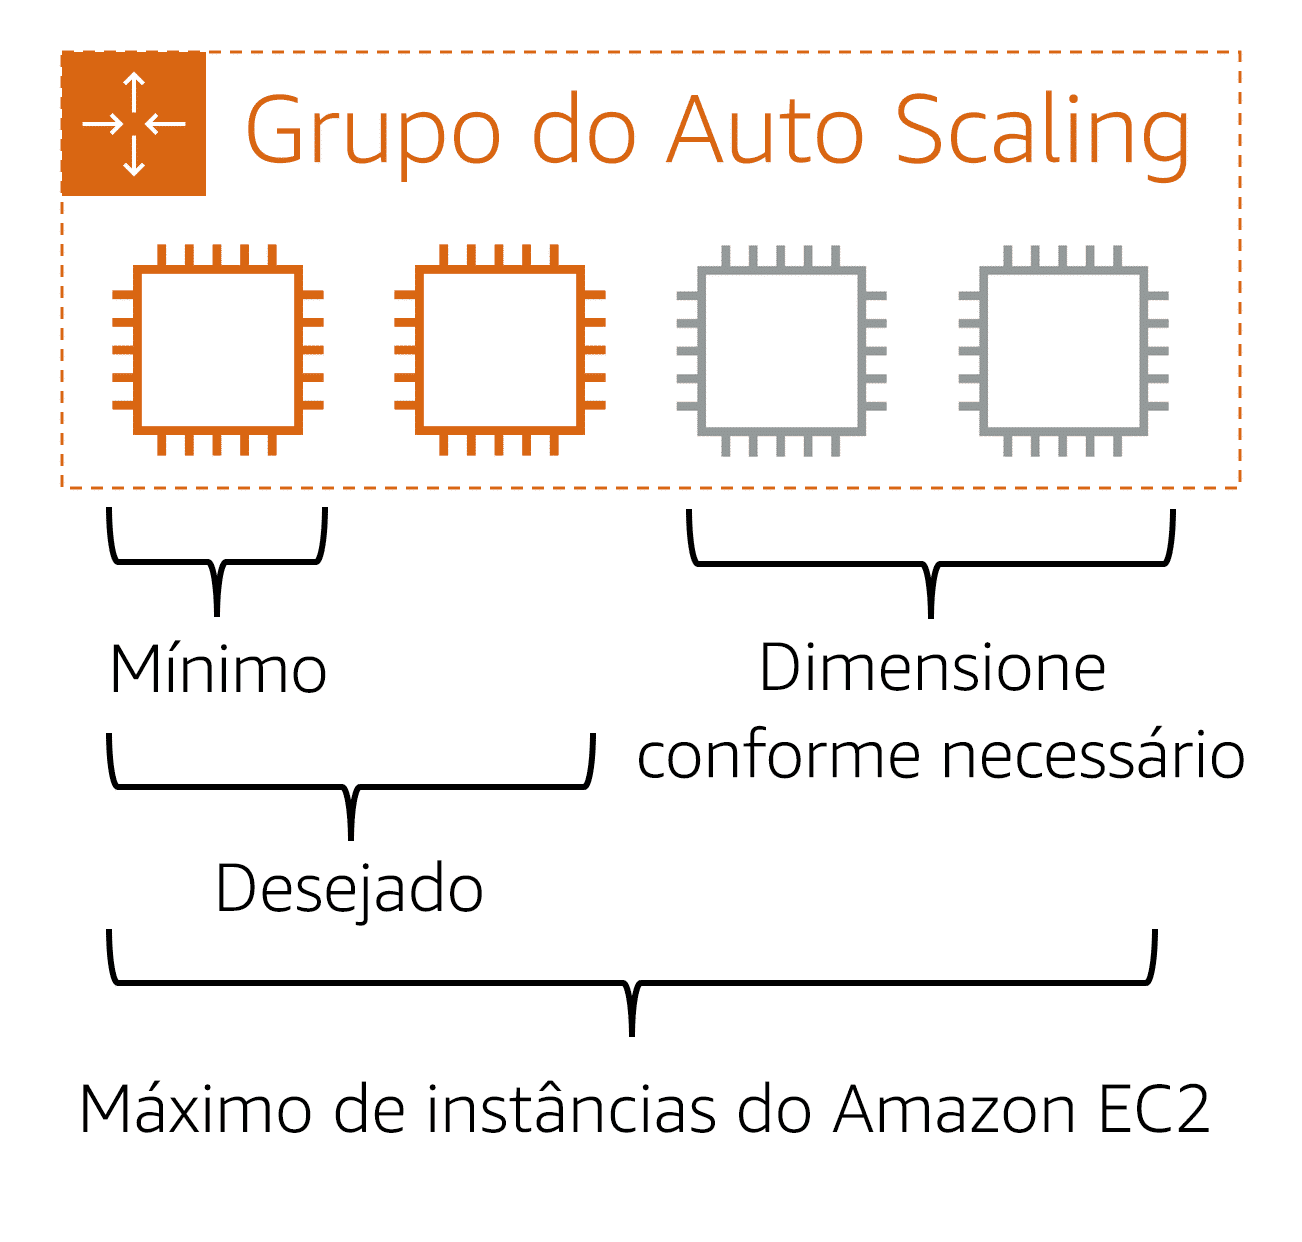 Grupo do Auto Scaling
Mínimo
Dimensione
conforme necessário
Desejado
Máximo de instâncias do Amazon EC2